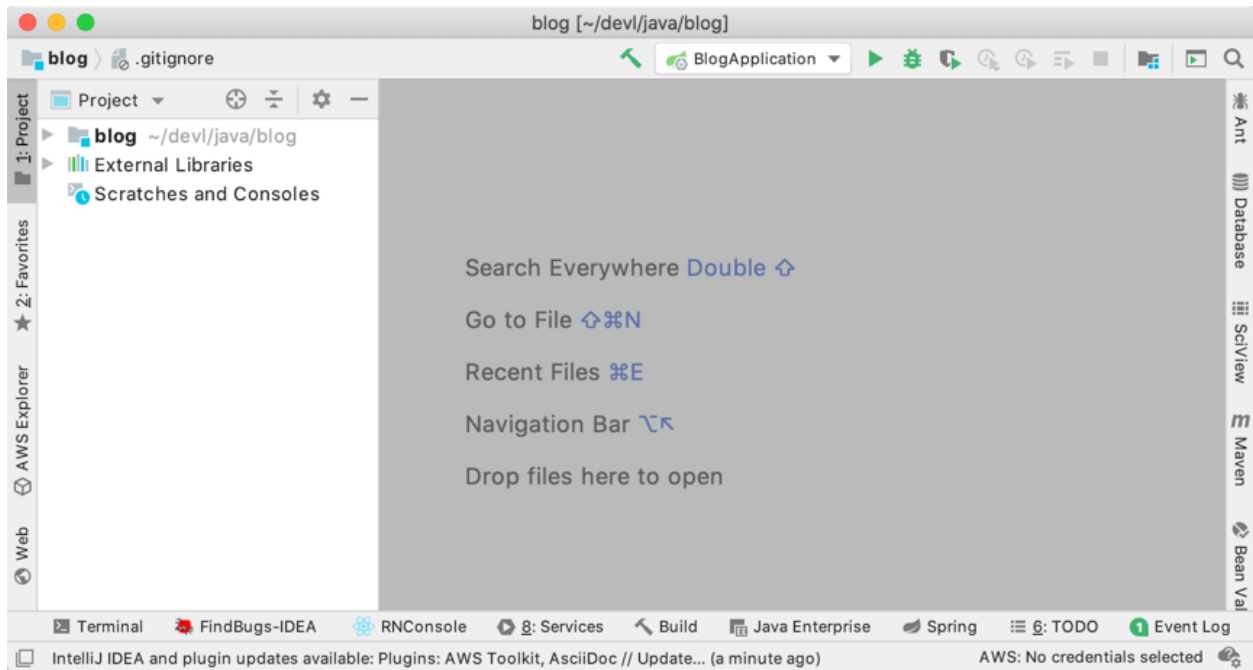 blog [~/devl/java/blog]
blog 〉 .gitignore
BlogApplication
1: Project
2: Favorites
AWS Explorer
Web
Project
blog ~/devl/java/blog
External Libraries
Scratches and Consoles
Search Everywhere Double ⇧
Go to File ⇧⌘N
Recent Files ⌘E
Navigation Bar ⌥↖
Drop files here to open
Ant
Database
SciView
m Maven
Bean Val
Terminal FindBugs-IDEA RNConsole 8: Services Build Java Enterprise Spring 6: TODO 1 Event Log
IntelliJ IDEA and plugin updates available: Plugins: AWS Toolkit, AsciiDoc // Update... (a minute ago) AWS: No credentials selected